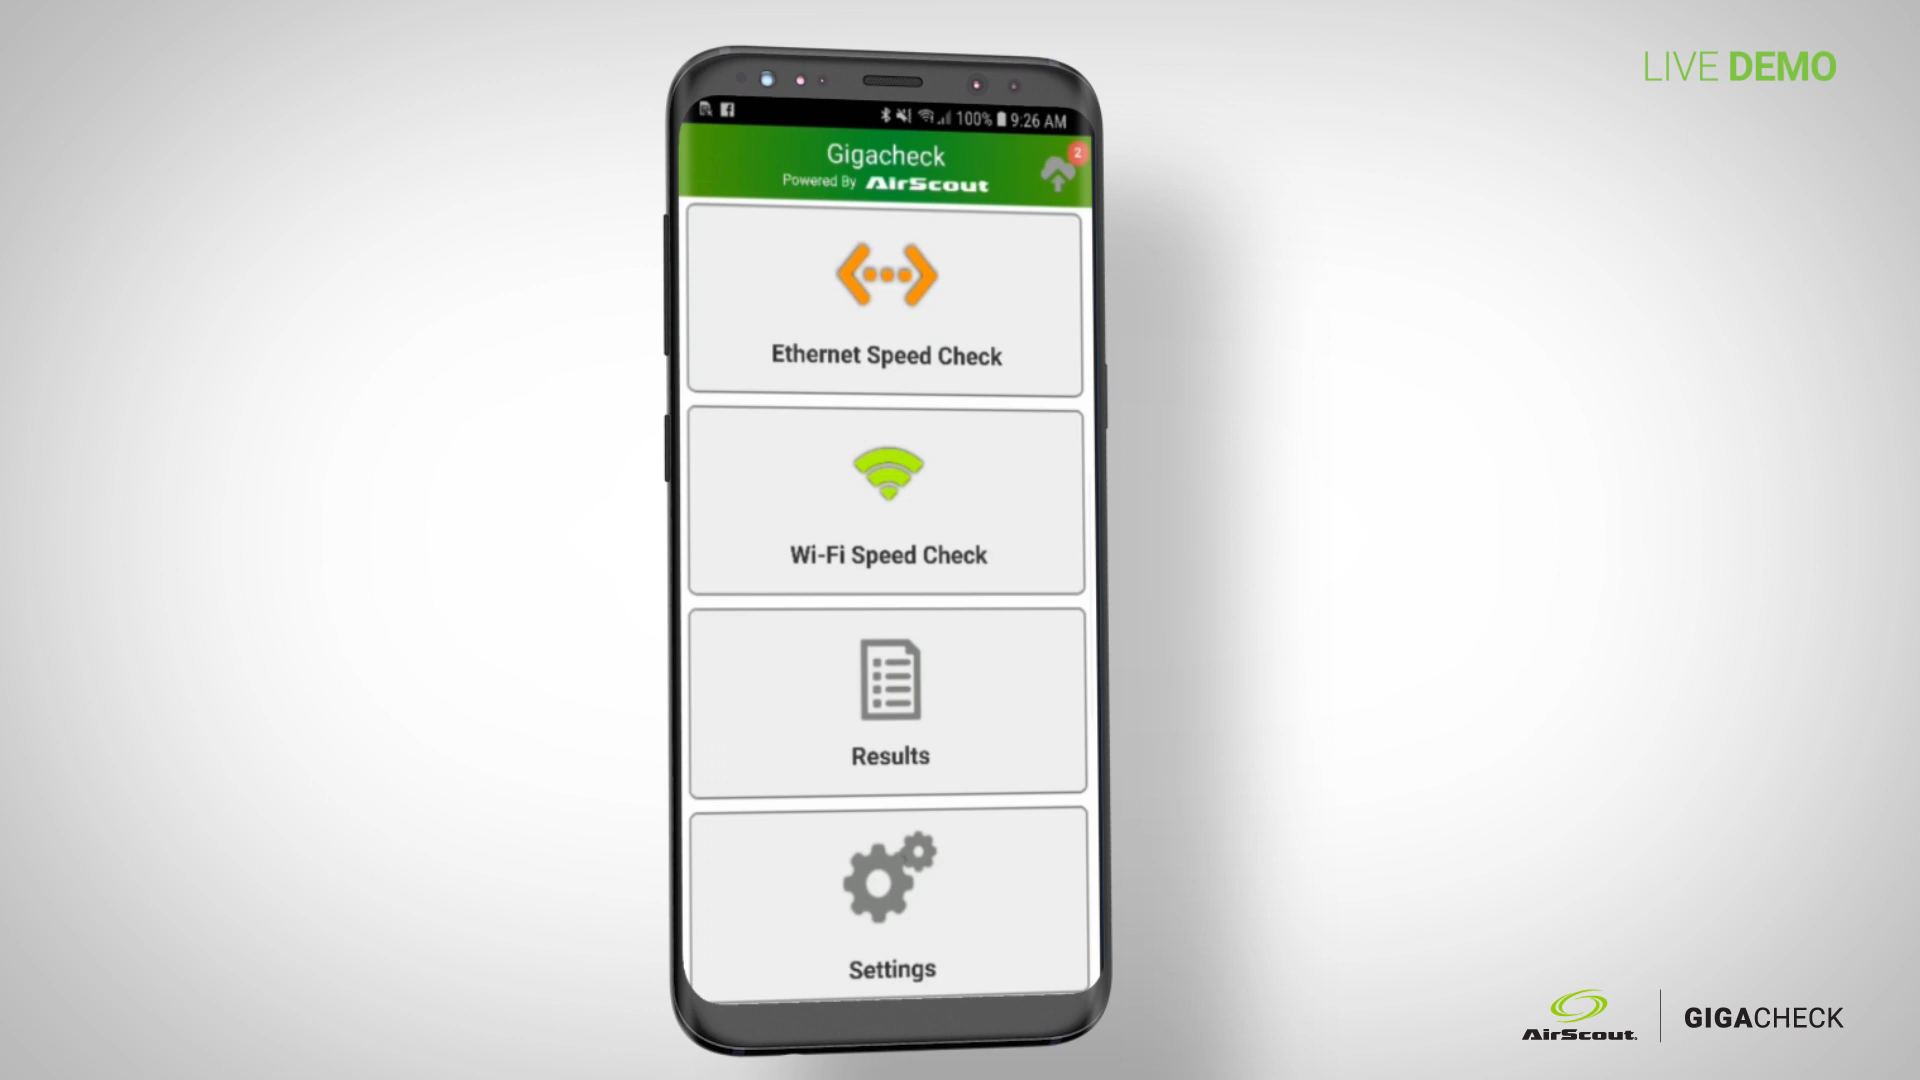 LIVE DEMO
100% 9:26 AM
Gigacheck
2
Powered By AirScout
Ethernet Speed Check
Wi-Fi Speed Check
Results
Settings
AirScout.
GIGACHECK